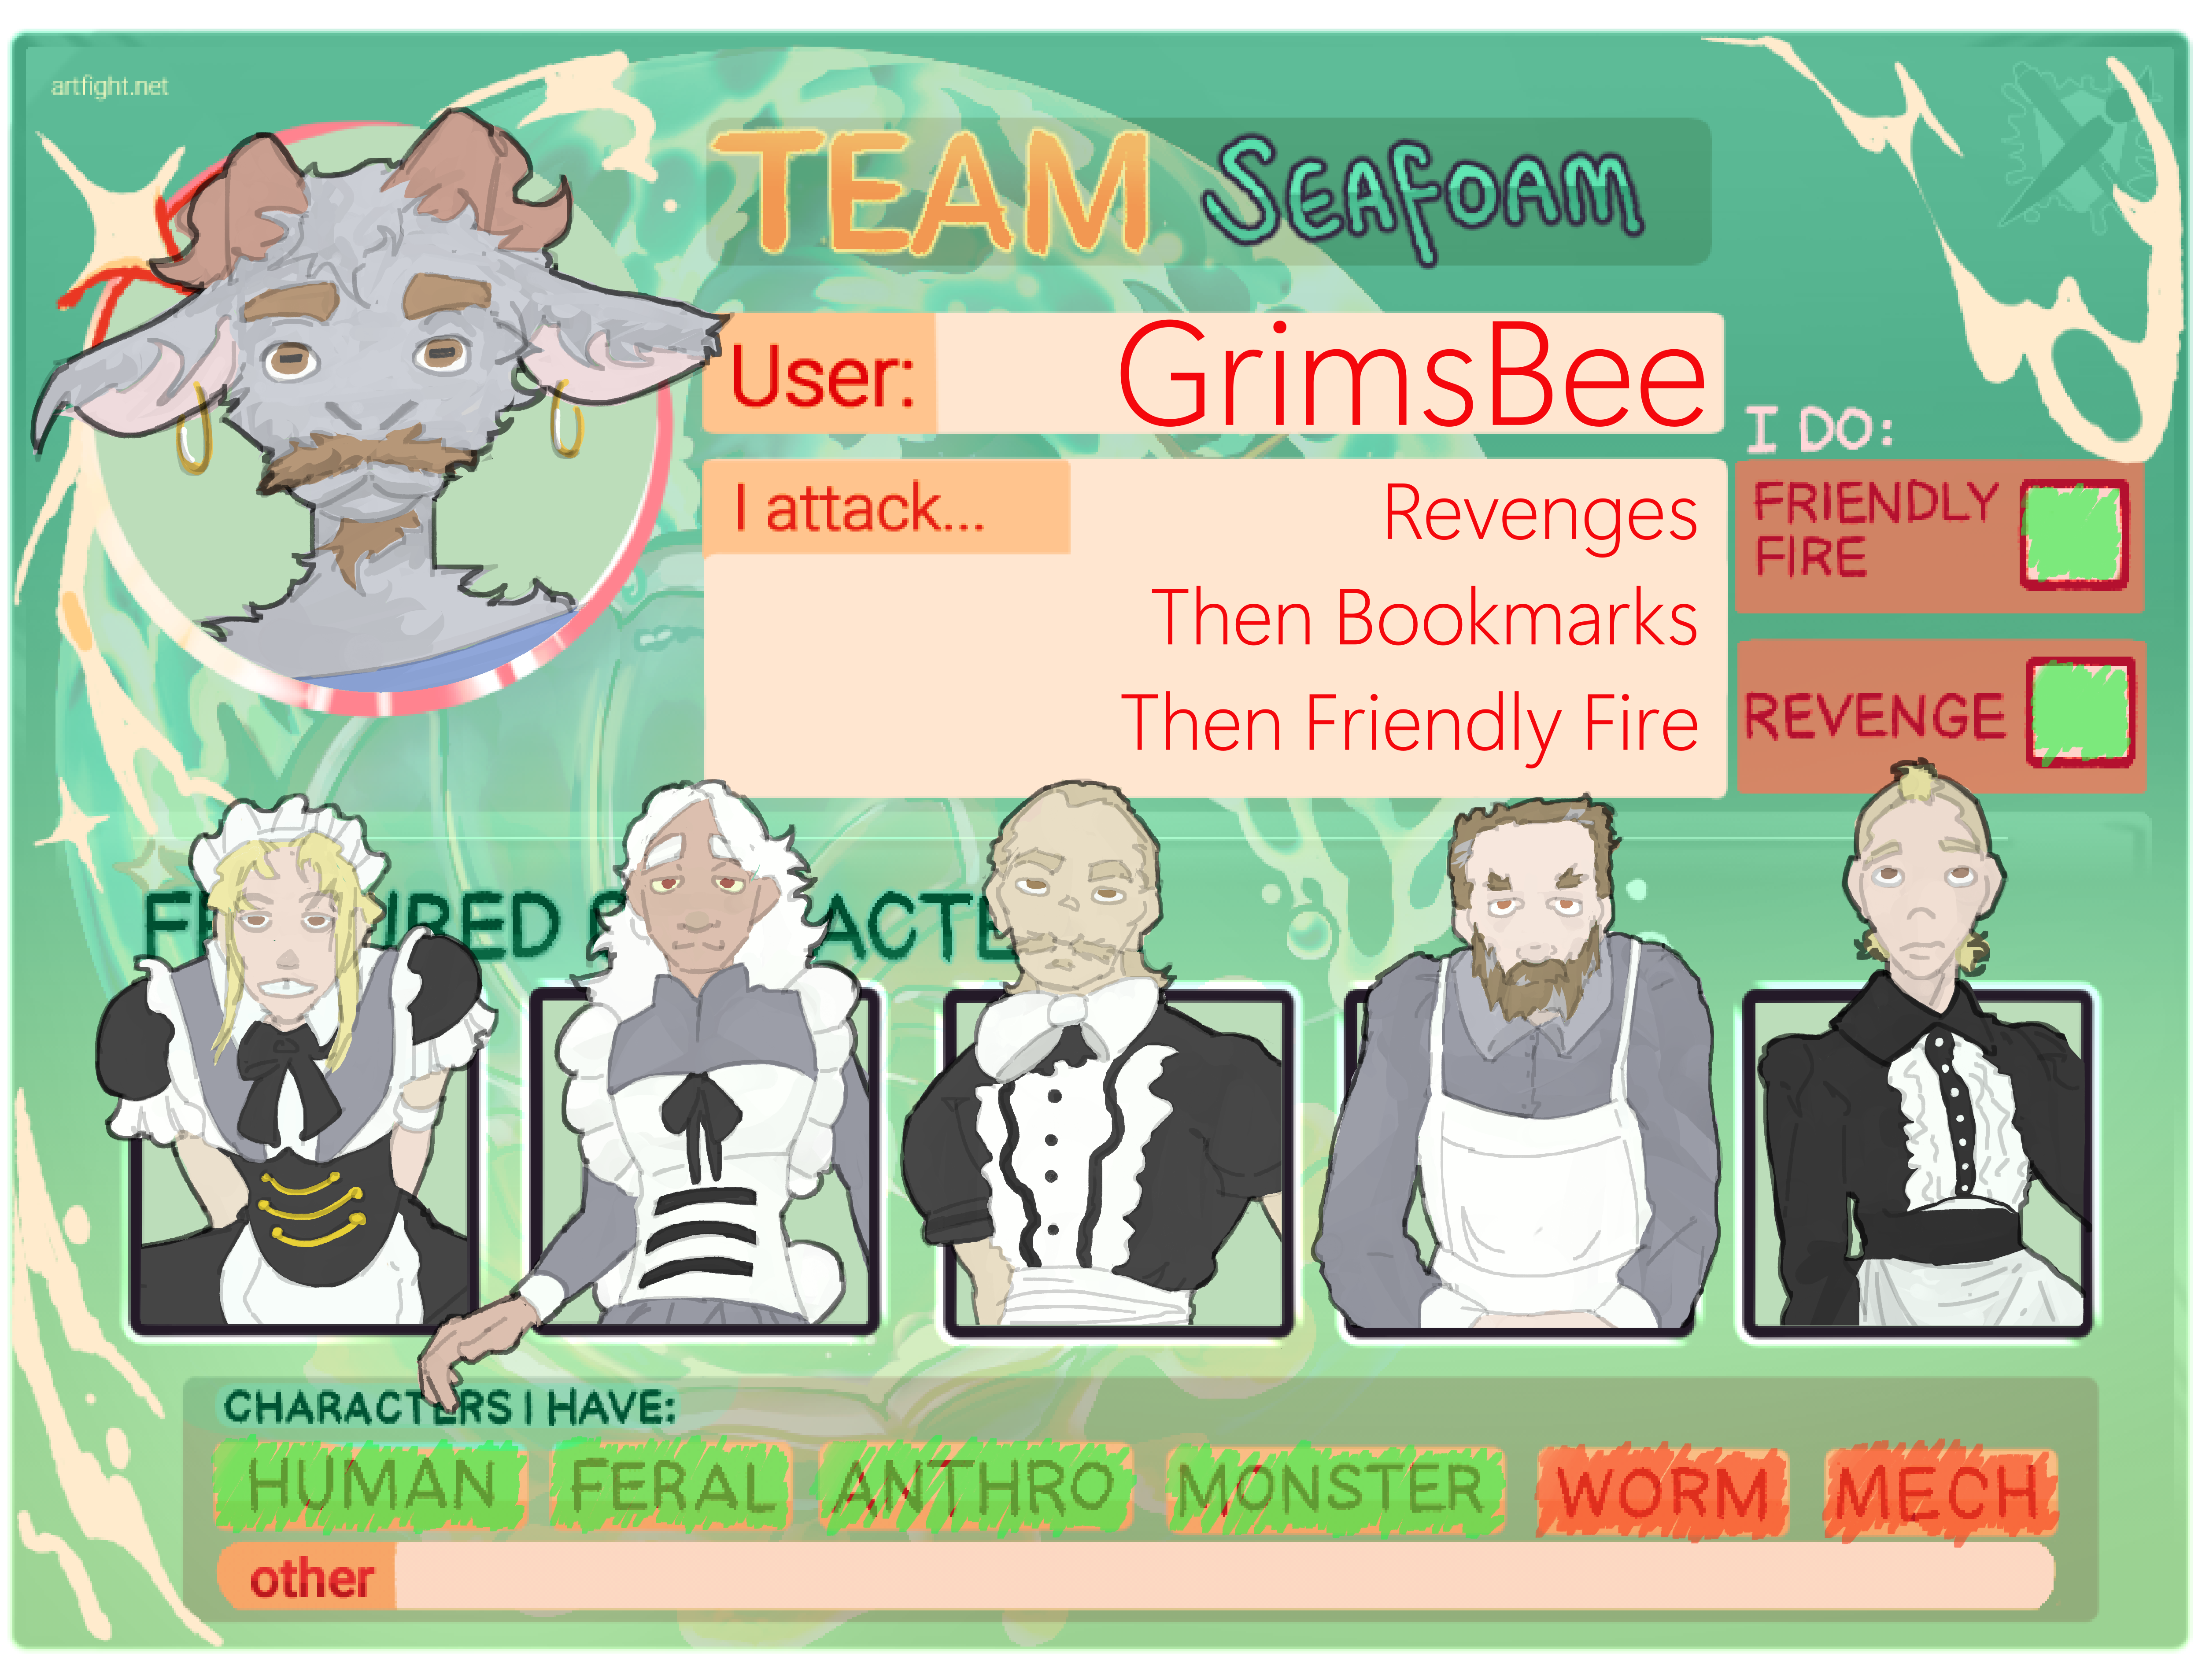 artfight.net
TEAM SEAFOAM
User: GrimsBee
I attack... Revenges
Then Bookmarks
Then Friendly Fire
I DO:
FRIENDLY
FIRE
REVENGE
CHARACTERS I HAVE:
HUMAN FERAL ANTHRO MONSTER WORM MECH
other